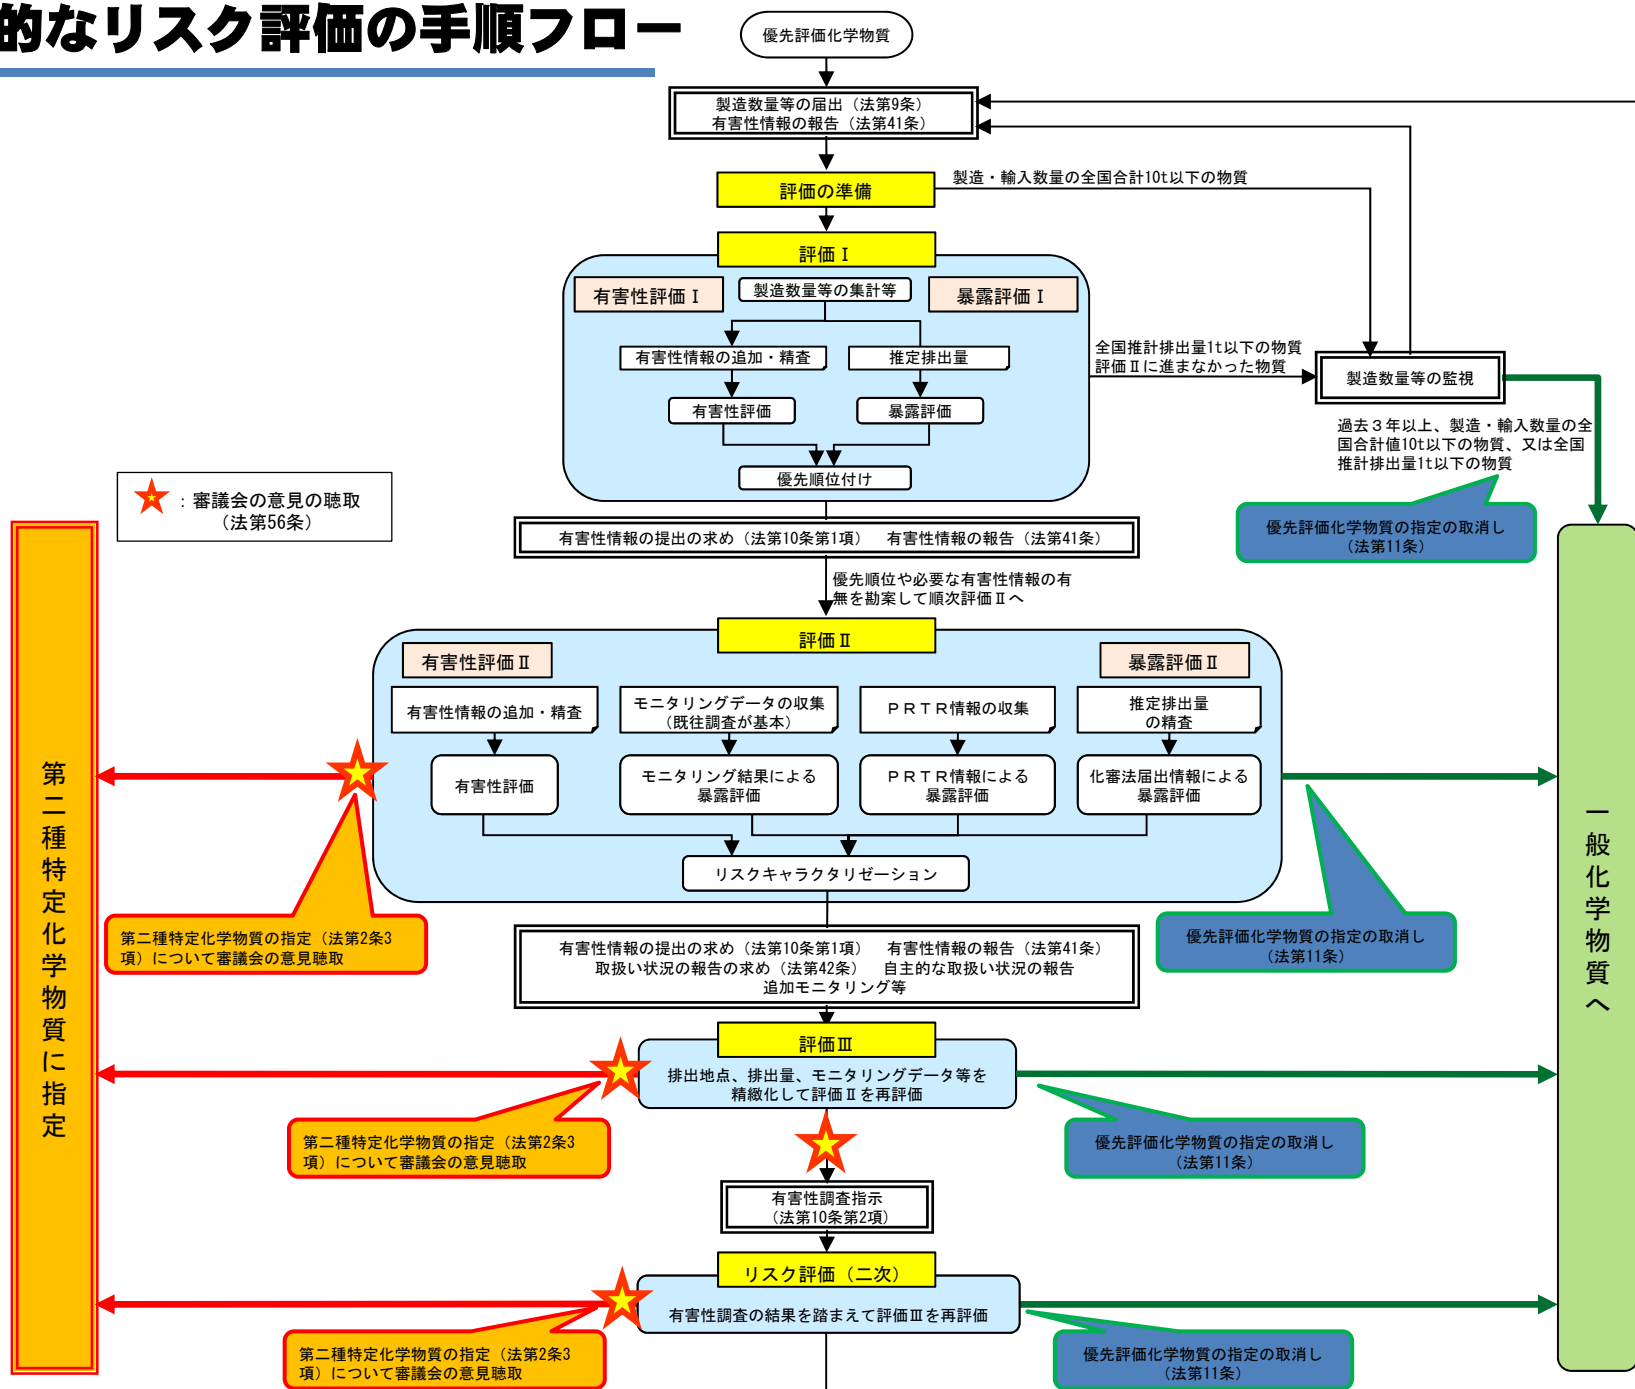 的なリスク評価の手順フロー
優先評価化学物質
製造数量等の届出（法第9条）
有害性情報の報告（法第41条）
評価の準備
製造・輸入数量の全国合計10t以下の物質
評価Ⅰ
有害性評価Ⅰ
製造数量等の集計等
暴露評価Ⅰ
有害性情報の追加・精査
推定排出量
有害性評価
暴露評価
優先順位付け
全国推計排出量1t以下の物質
評価Ⅱに進まなかった物質
製造数量等の監視
過去３年以上、製造・輸入数量の全
国合計値10t以下の物質、又は全国
推計排出量1t以下の物質
優先評価化学物質の指定の取消し
（法第11条）
：審議会の意見の聴取
（法第56条）
有害性情報の提出の求め（法第10条第1項）　有害性情報の報告（法第41条）
優先順位や必要な有害性情報の有
無を勘案して順次評価Ⅱへ
評価Ⅱ
有害性評価Ⅱ
暴露評価Ⅱ
有害性情報の追加・精査
モニタリングデータの収集
（既往調査が基本）
ＰＲＴＲ情報の収集
推定排出量
の精査
有害性評価
モニタリング結果による
暴露評価
ＰＲＴＲ情報による
暴露評価
化審法届出情報による
暴露評価
リスクキャラクタリゼーション
第二種特定化学物質に指定
一般化学物質へ
第二種特定化学物質の指定（法第2条3
項）について審議会の意見聴取
優先評価化学物質の指定の取消し
（法第11条）
有害性情報の提出の求め（法第10条第1項）　有害性情報の報告（法第41条）
取扱い状況の報告の求め（法第42条）　自主的な取扱い状況の報告
追加モニタリング等
評価Ⅲ
排出地点、排出量、モニタリングデータ等を
精緻化して評価Ⅱを再評価
第二種特定化学物質の指定（法第2条3
項）について審議会の意見聴取
優先評価化学物質の指定の取消し
（法第11条）
有害性調査指示
（法第10条第2項）
リスク評価（二次）
有害性調査の結果を踏まえて評価Ⅲを再評価
第二種特定化学物質の指定（法第2条3
項）について審議会の意見聴取
優先評価化学物質の指定の取消し
（法第11条）